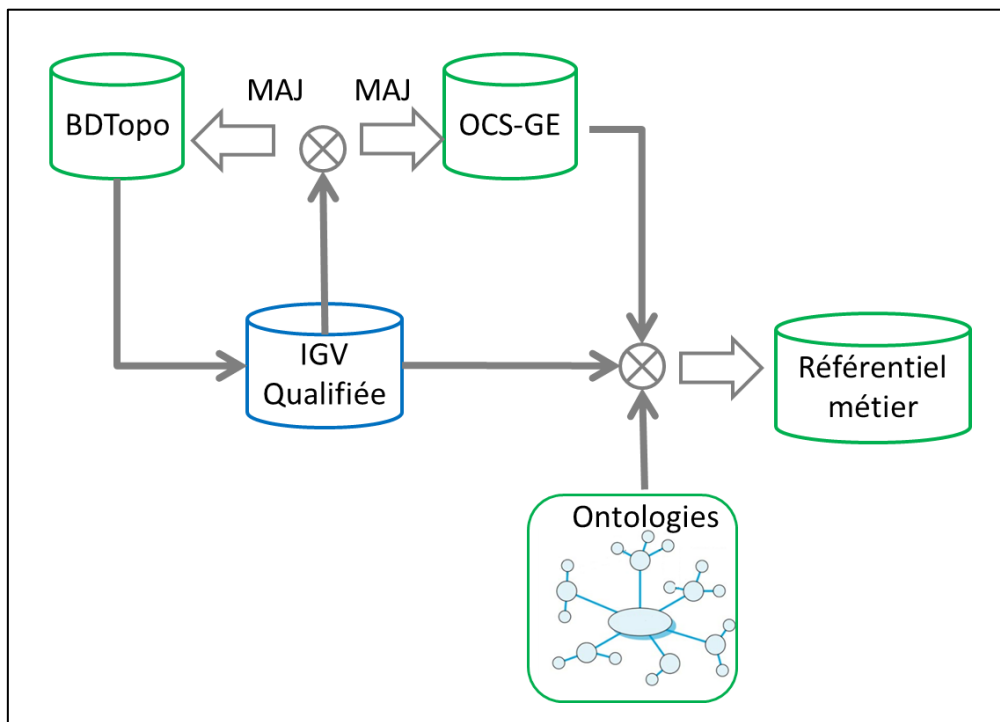 MAJ
MAJ
BDTopo
OCS-GE
IGV
Qualifiée
Référentiel
métier
Ontologies